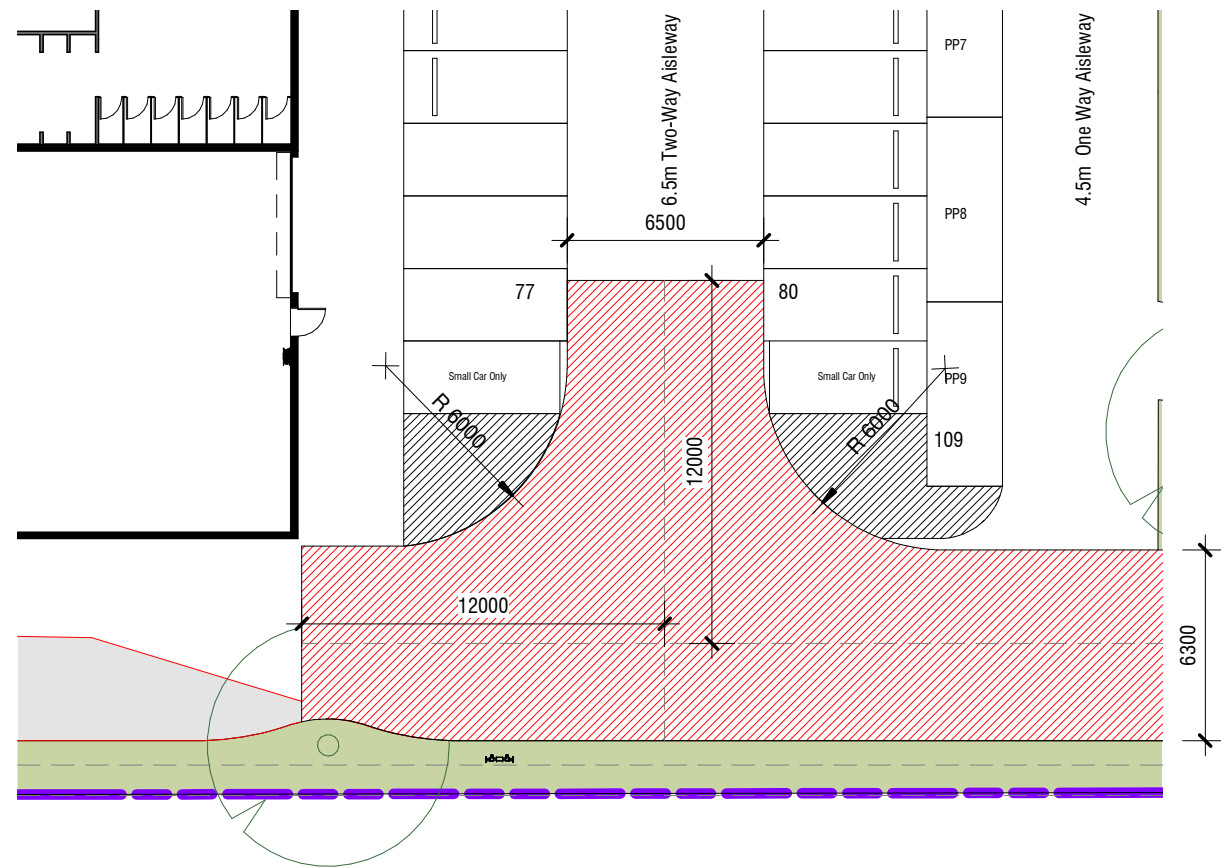 6.5m Two-Way Aisleway
4.5m One Way Aisleway
PP7
PP8
6500
77
80
Small Car Only
Small Car Only
PP9
R 6000
R 6000
109
12000
12000
6300